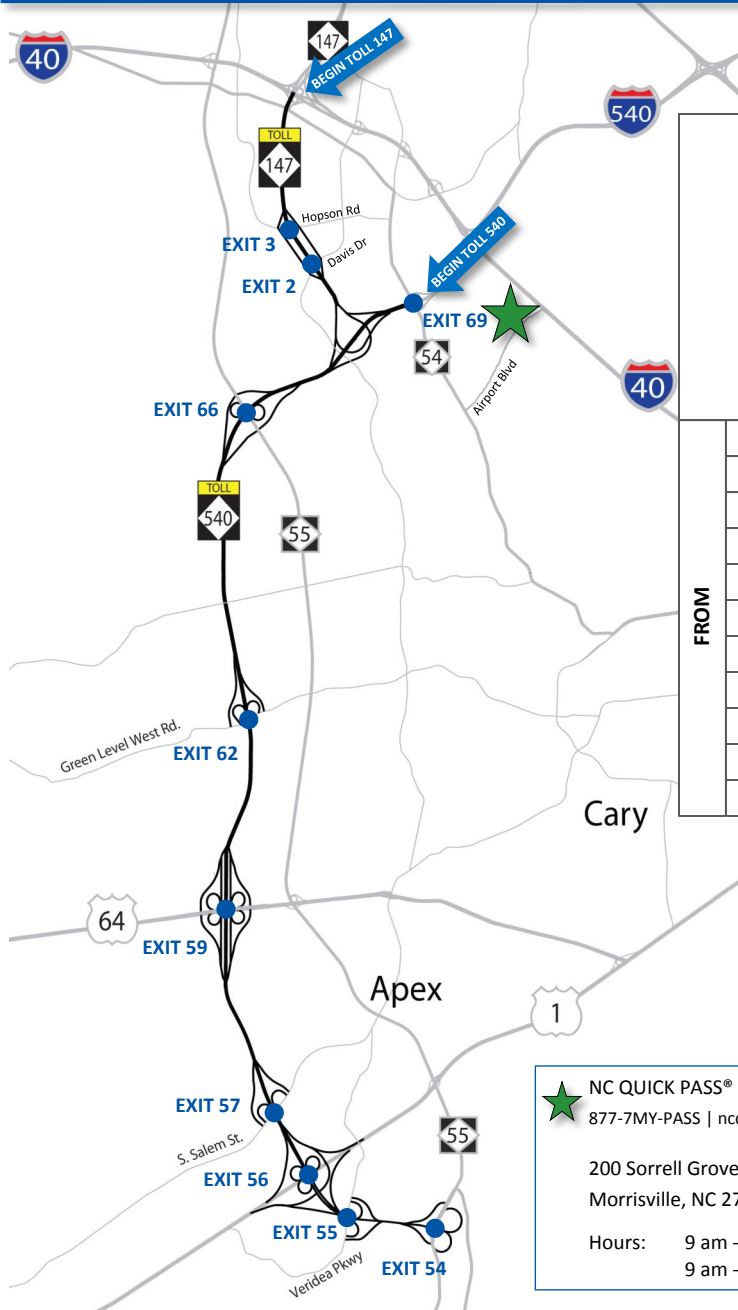 40
147
BEGIN TOLL 147
540
TOLL
147
Hopson Rd
EXIT 3
Davis Dr
EXIT 2
BEGIN TOLL 540
EXIT 69
54
Airport Blvd
40
EXIT 66
TOLL
540
55
FROM
Green Level West Rd.
EXIT 62
Cary
64
EXIT 59
Apex
1
EXIT 57
55
S. Salem St.
EXIT 56
EXIT 55
EXIT 54
Veridea Pkwy
NC QUICK PASS®
877-7MY-PASS |
200 Sorrell Grove
Morrisville, NC
Hours: 9 am –
9 am –